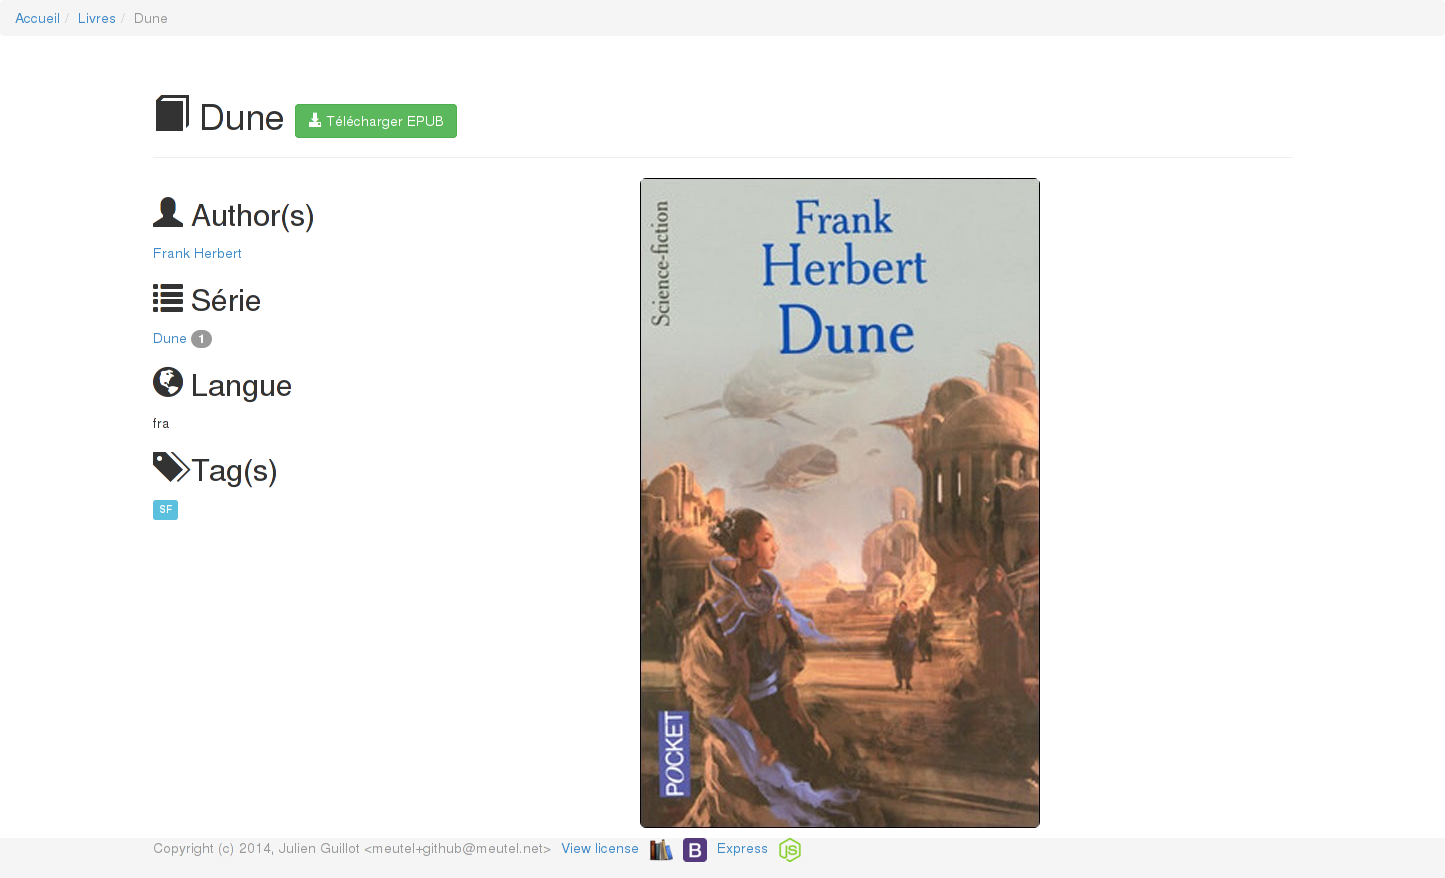 Accueil / Livres / Dune
Dune Télécharger EPUB
Author(s)
Frank Herbert
Série
Dune 1
Langue
fra
Tag(s)
SF
Science-fiction
Frank
Herbert
Dune
POCKET
Copyright (c) 2014, Julien Guillot <meutel+github@meutel.net> View license B Express JS